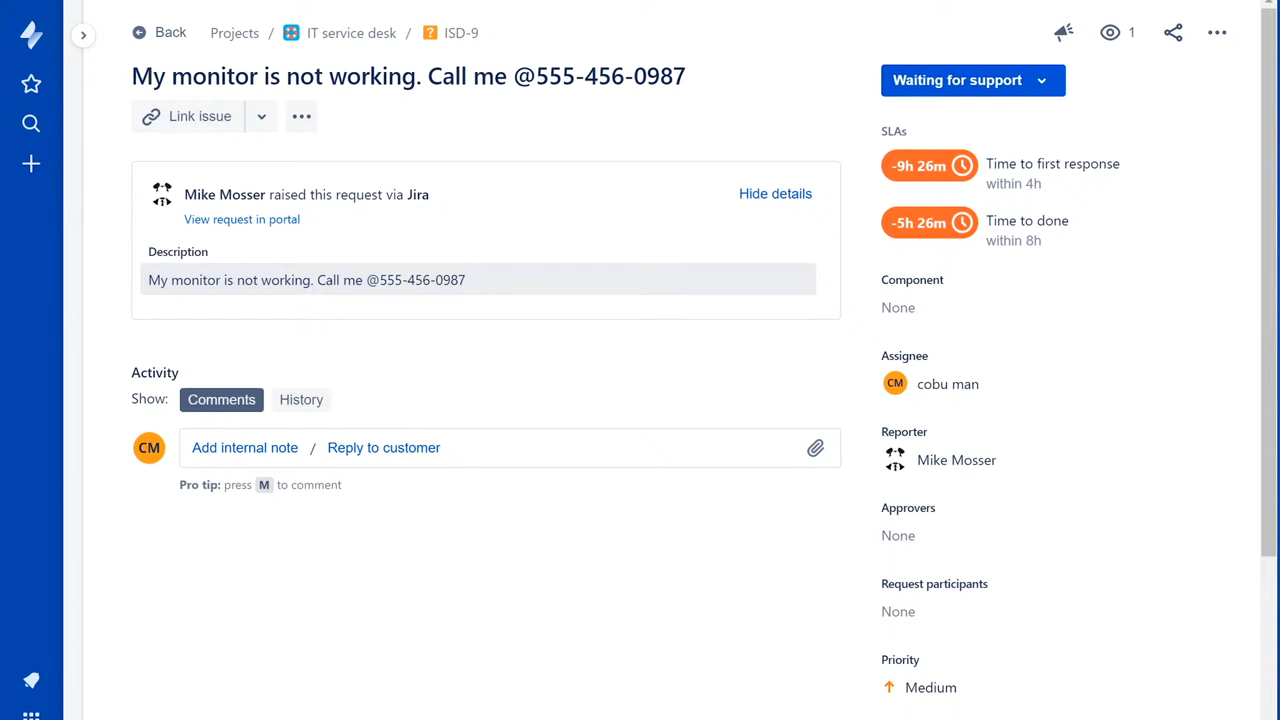 Back Projects / IT service desk / ISD-9 1
My monitor is not working. Call me @555-456-0987
Link issue
Waiting for support
SLAs
-9h 26m Time to first response
within 4h
-5h 26m Time to done
within 8h
Mike Mosser raised this request via Jira
Hide details
View request in portal
Description
My monitor is not working. Call me @555-456-0987
Component
None
Assignee
CM cobu man
Reporter
Mike Mosser
Approvers
None
Request participants
None
Priority
Medium
Activity
Show: Comments History
CM Add internal note / Reply to customer
Pro tip: press M to comment